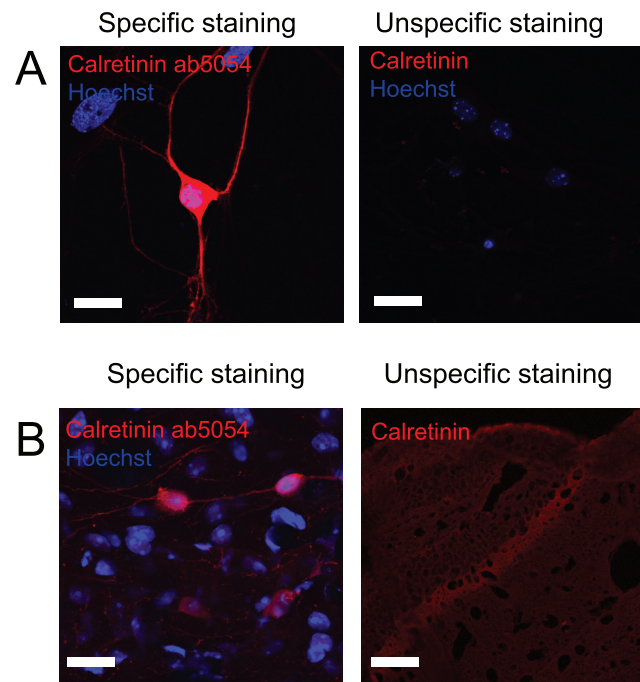 Specific staining
Unspecific staining
A
Calretinin ab5054
Hoechst
Calretinin
Hoechst
Specific staining
Unspecific staining
B
Calretinin ab5054
Hoechst
Calretinin